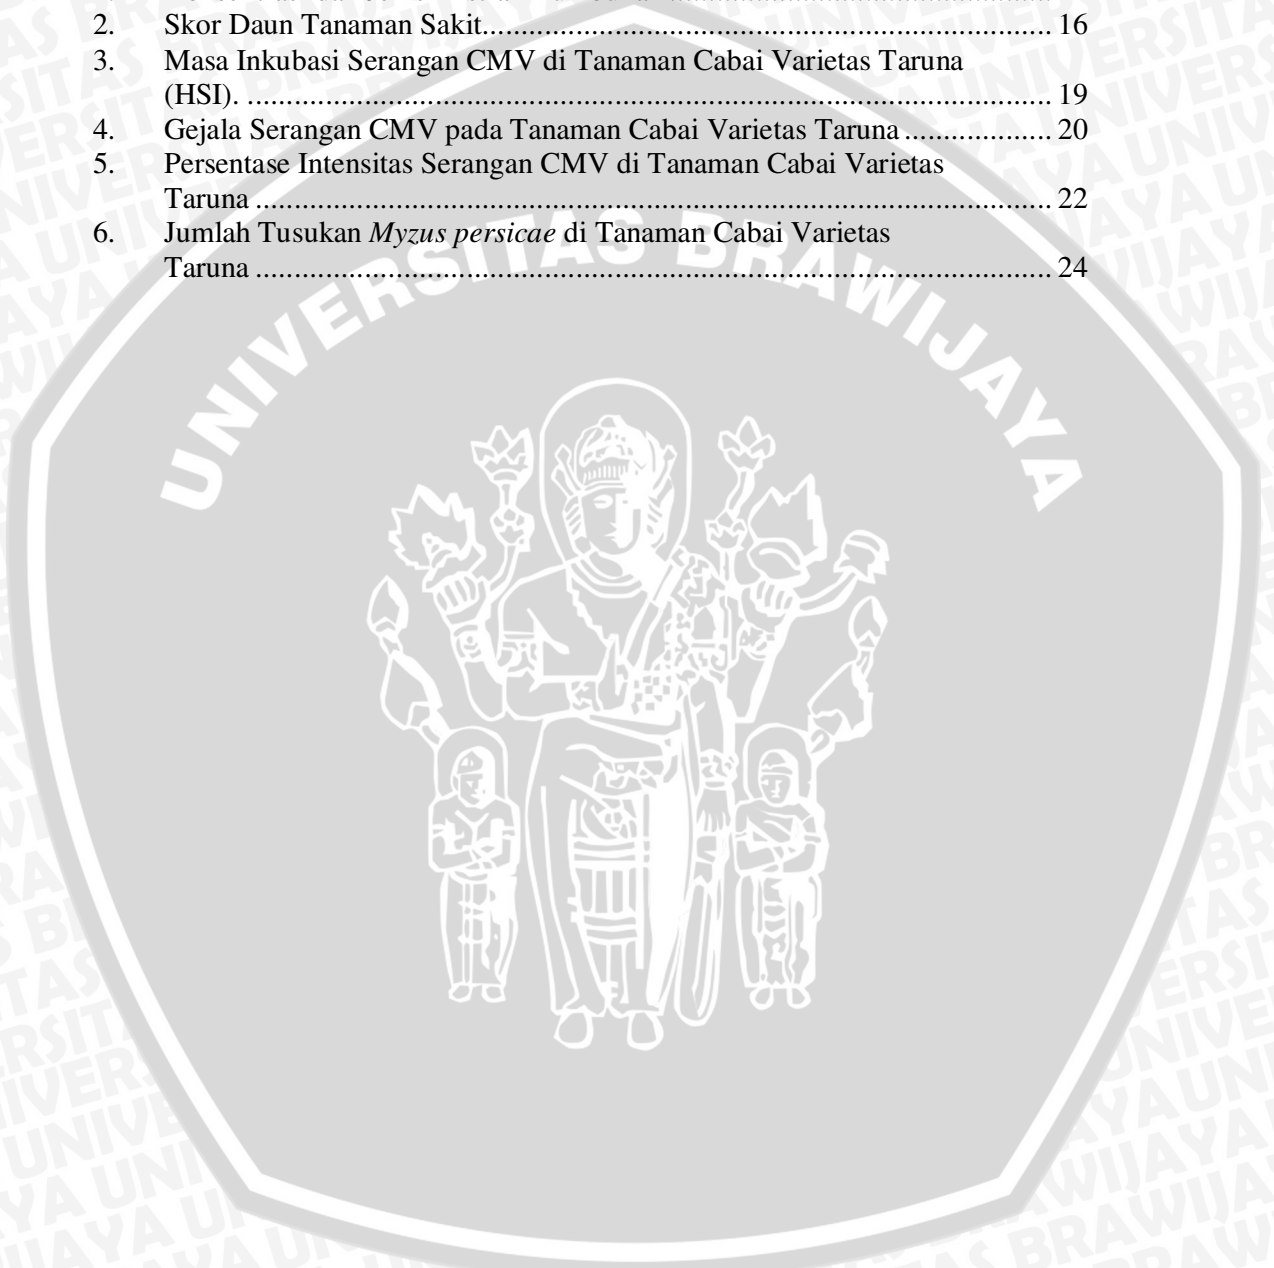 2. Skor Daun Tanaman Sakit.......................................................................... 16
3. Masa Inkubasi Serangan CMV di Tanaman Cabai Varietas Taruna
(HSI). ........................................................................................................ 19
4. Gejala Serangan CMV pada Tanaman Cabai Varietas Taruna ................... 20
5. Persentase Intensitas Serangan CMV di Tanaman Cabai Varietas
Taruna ....................................................................................................... 22
6. Jumlah Tusukan Myzus persicae di Tanaman Cabai Varietas
Taruna ....................................................................................................... 24
UNIVERSITAS BRAWIJAYA